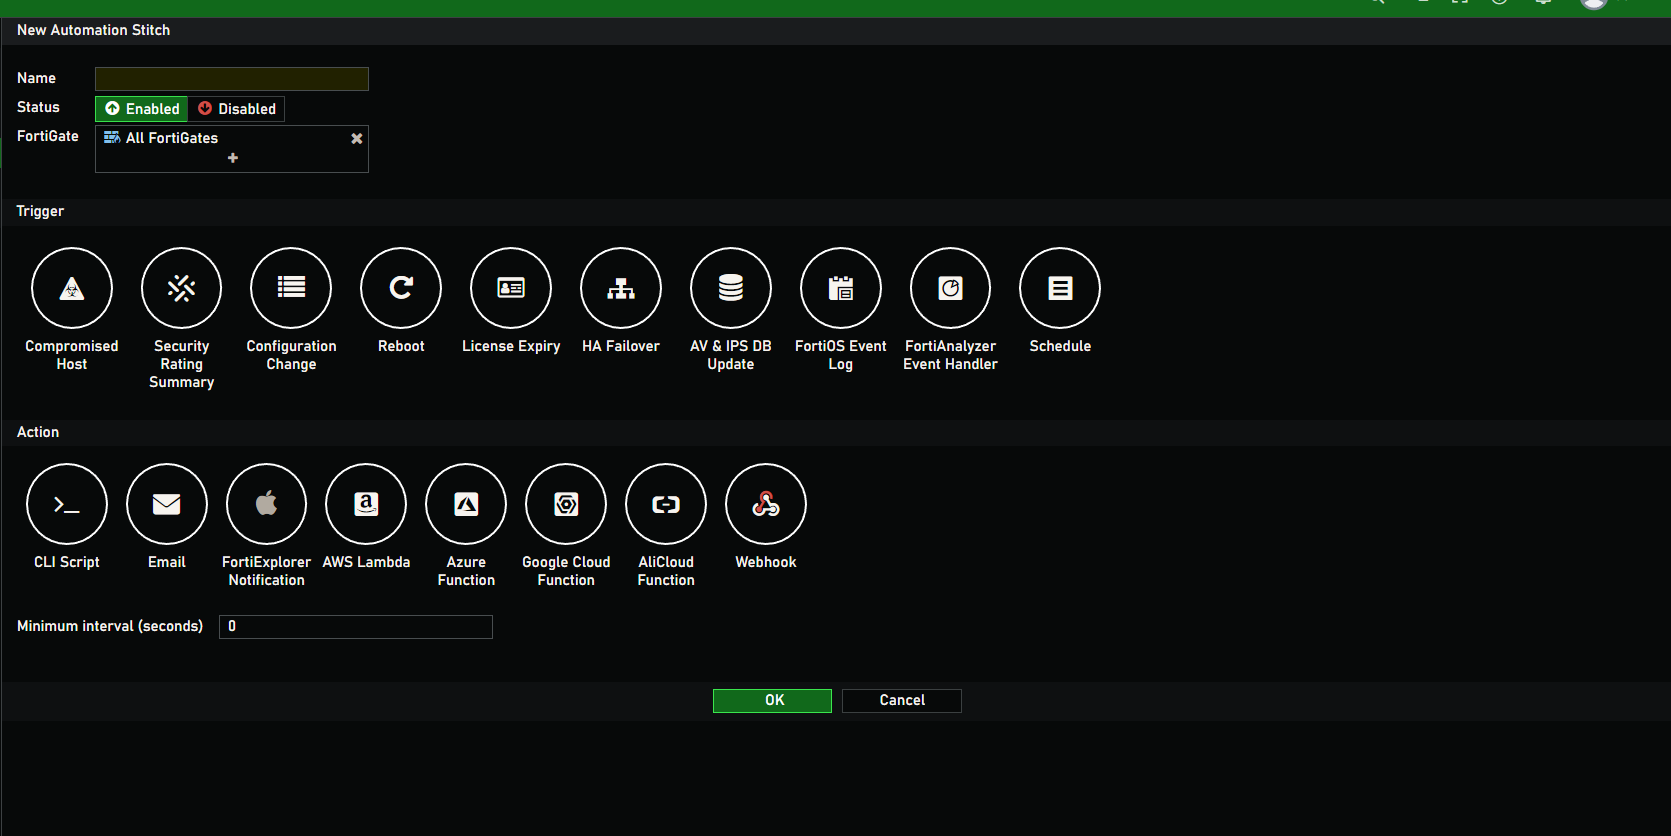 New Automation Stitch
Name
Status
Enabled
Disabled
FortiGate
All FortiGates
Trigger
Compromised
Host
Security
Rating
Summary
Configuration
Change
Reboot
License Expiry
HA Failover
AV & IPS DB
Update
FortiOS Event
Log
FortiAnalyzer
Event Handler
Schedule
Action
CLI Script
Email
FortiExplorer
Notification
AWS Lambda
Azure
Function
Google Cloud
Function
AliCloud
Function
Webhook
Minimum interval (seconds)
0
OK
Cancel